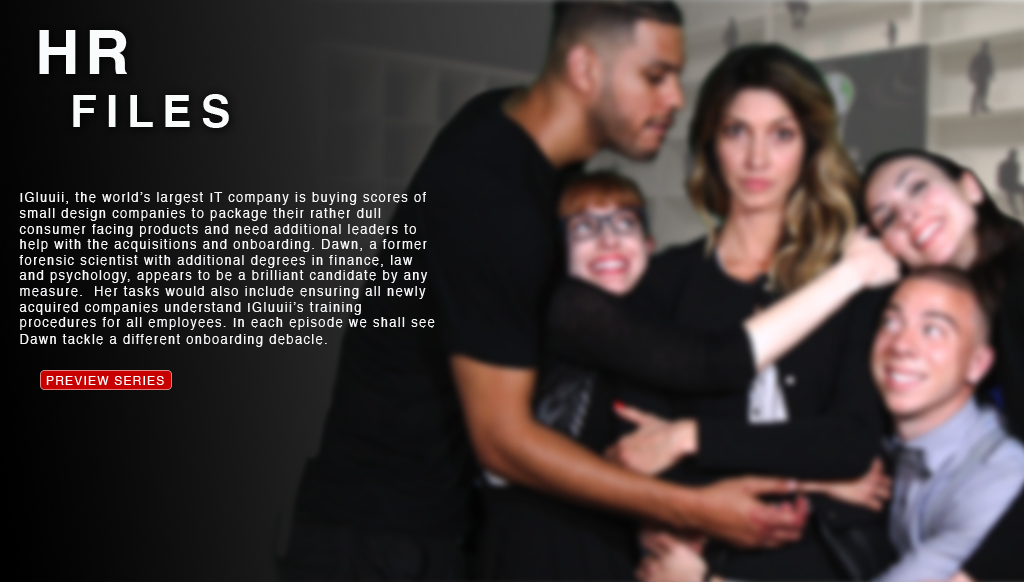 HR
FILES
IGluuii, the world's largest IT company is buying scores of
small design companies to package their rather dull
consumer facing products and need additional leaders to
help with the acquisitions and onboarding. Dawn, a former
forensic scientist with additional degrees in finance, law
and psychology, appears to be a brilliant candidate by any
measure.  Her tasks would also include ensuring all newly
acquired companies understand IGluuii's training
procedures for all employees. In each episode we shall see
Dawn tackle a different onboarding debacle.
PREVIEW SERIES